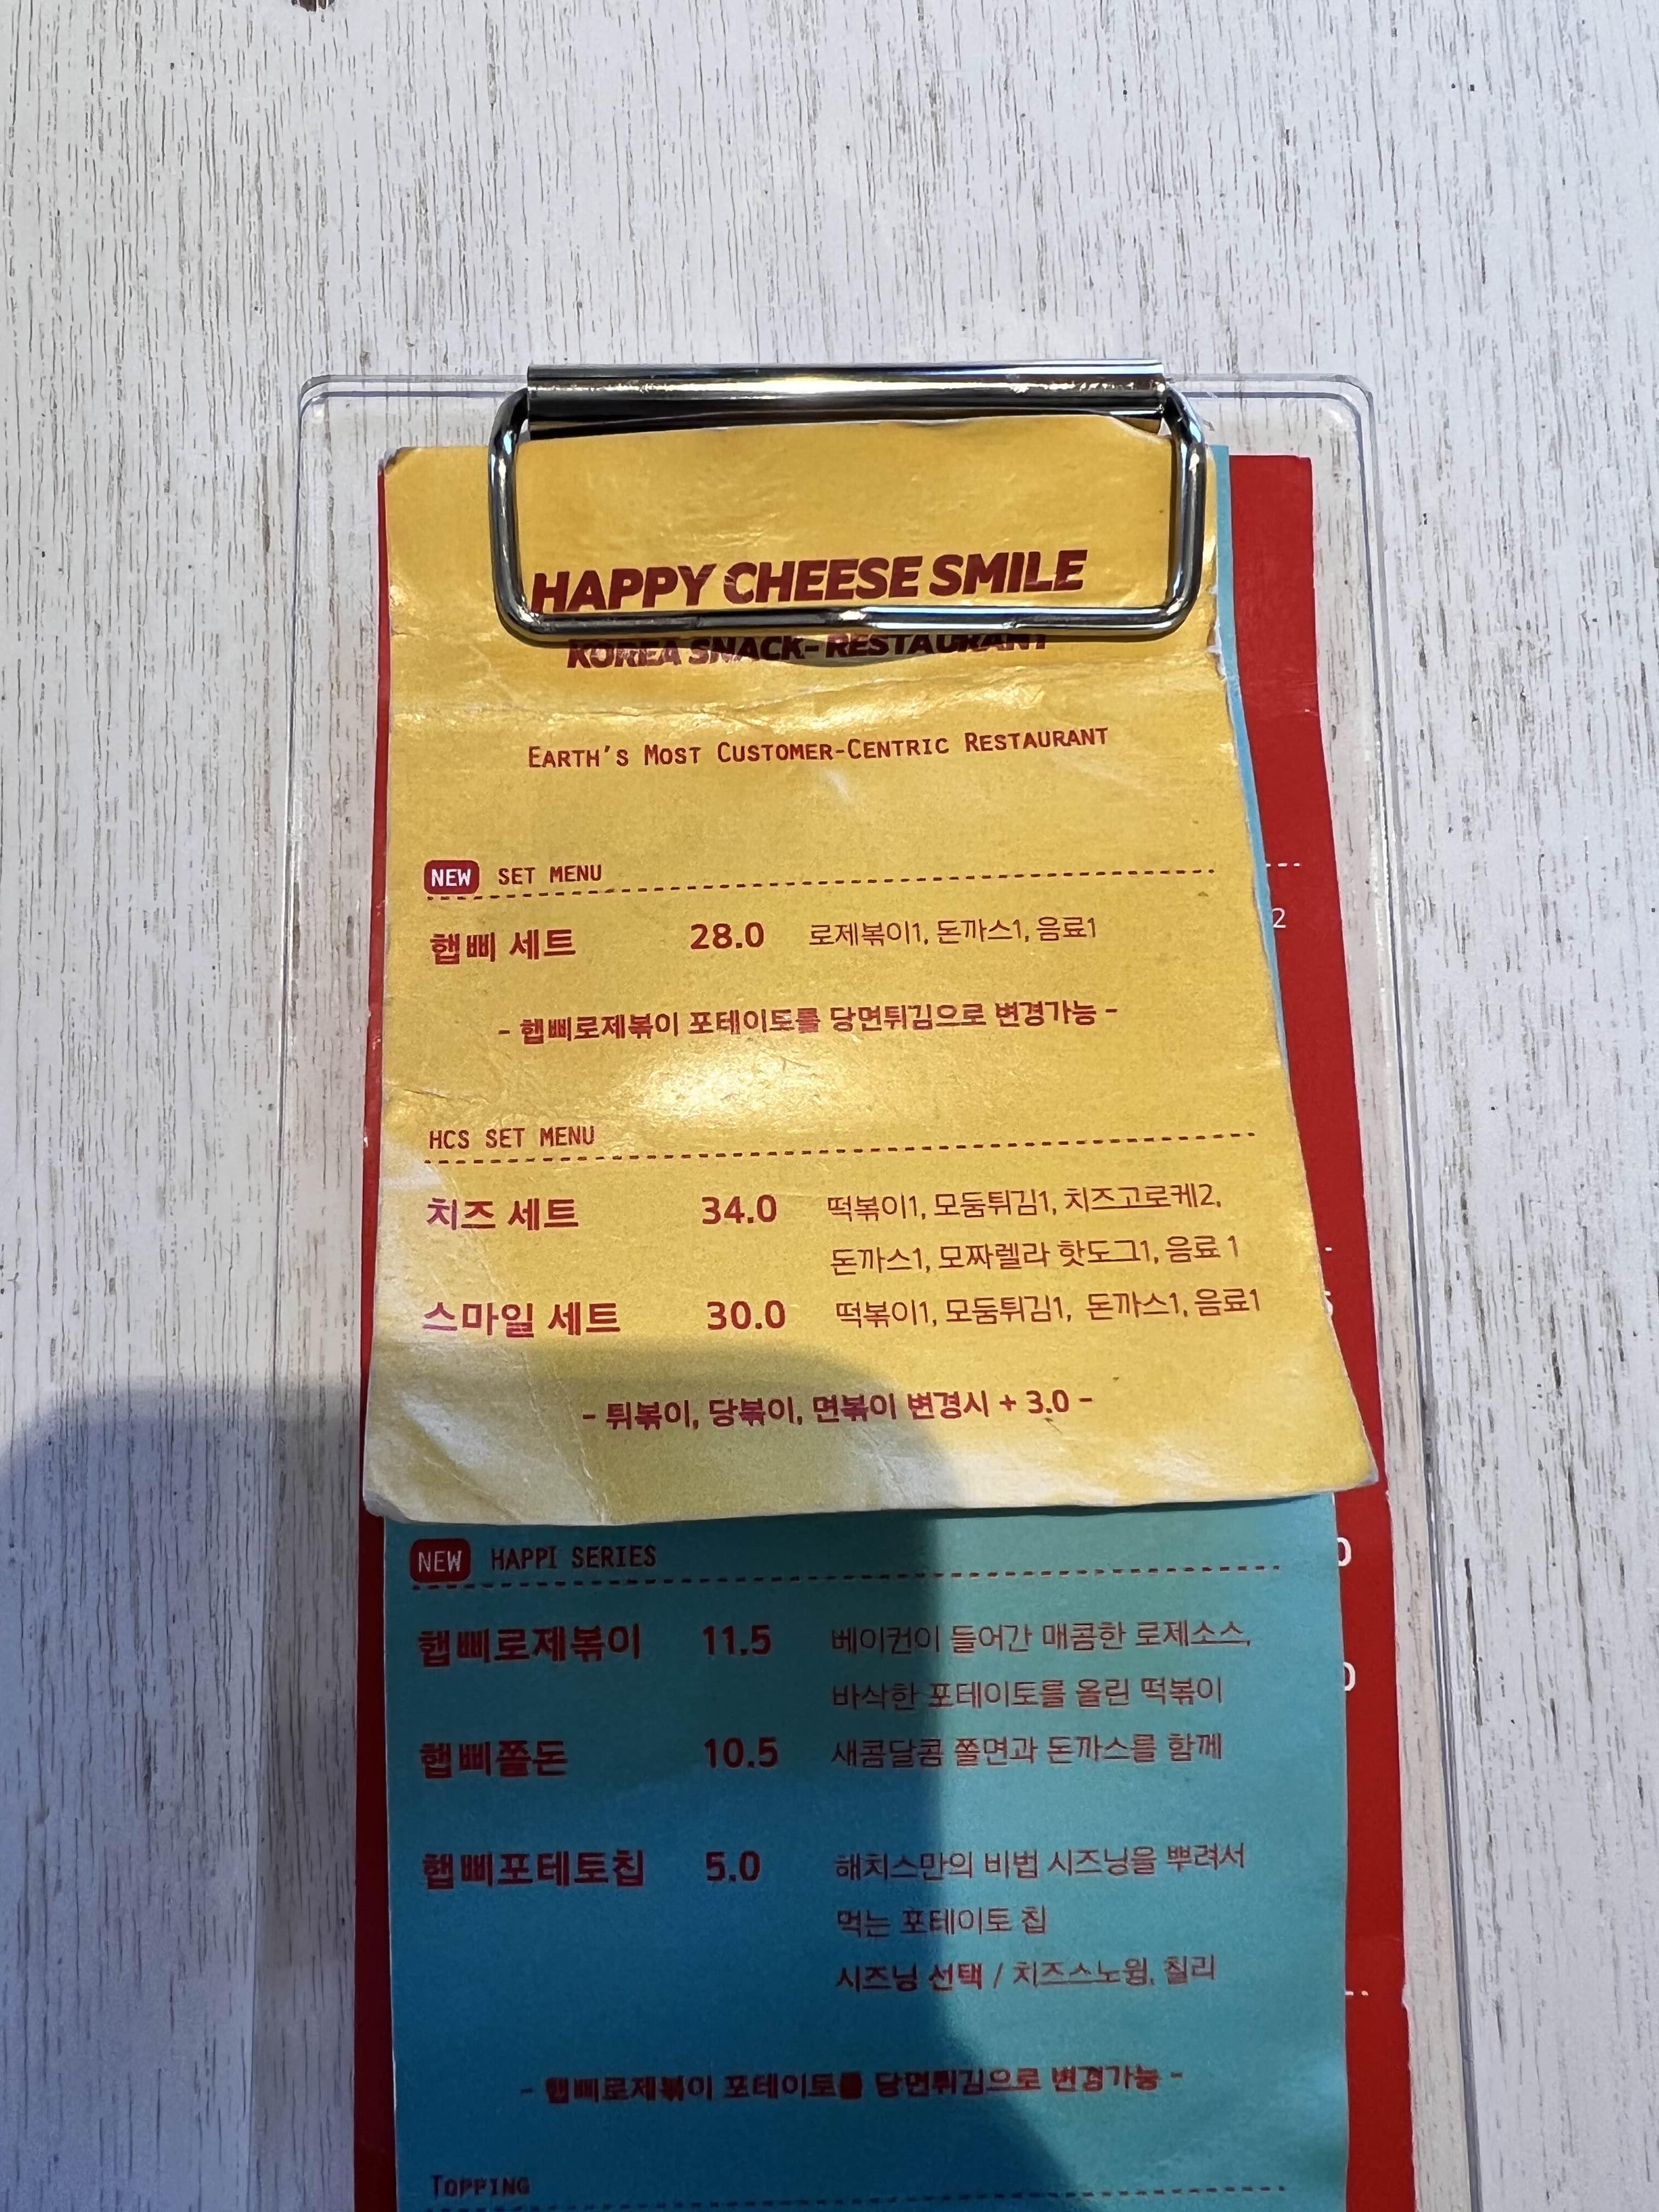 HAPPY CHEESE SMILE
KOREA SNACK-RESTAURANT
EARTH'S MOST CUSTOMER-CENTRIC RESTAURANT
NEW SET MENU
햅삐 세트 28.0 로제볶이1, 돈까스1, 음료1
- 햅삐로제볶이 포테이토를 당면튀김으로 변경가능 -
HCS SET MENU
치즈 세트 34.0 떡볶이1, 모둠튀김1, 치즈고로케2,
돈까스1, 모짜렐라 핫도그1, 음료 1
스마일 세트 30.0 떡볶이1, 모둠튀김1, 돈까스1, 음료1
- 튀볶이, 당볶이, 면볶이 변경시 + 3.0 -
NEW HAPPI SERIES
햅삐로제볶이 11.5 베이컨이 들어간 매콤한 로제소스,
바삭한 포테이토를 올린 떡볶이
햅삐쫄돈 10.5 새콤달콤 쫄면과 돈까스를 함께
햅삐포테토칩 5.0 해치스만의 비법 시즈닝을 뿌려서
먹는 포테이토 칩
시즈닝 선택 / 치즈스노윙, 칠리
- 햅삐로제볶이 포테이토를 당면튀김으로 변경가능 -
TOPPING